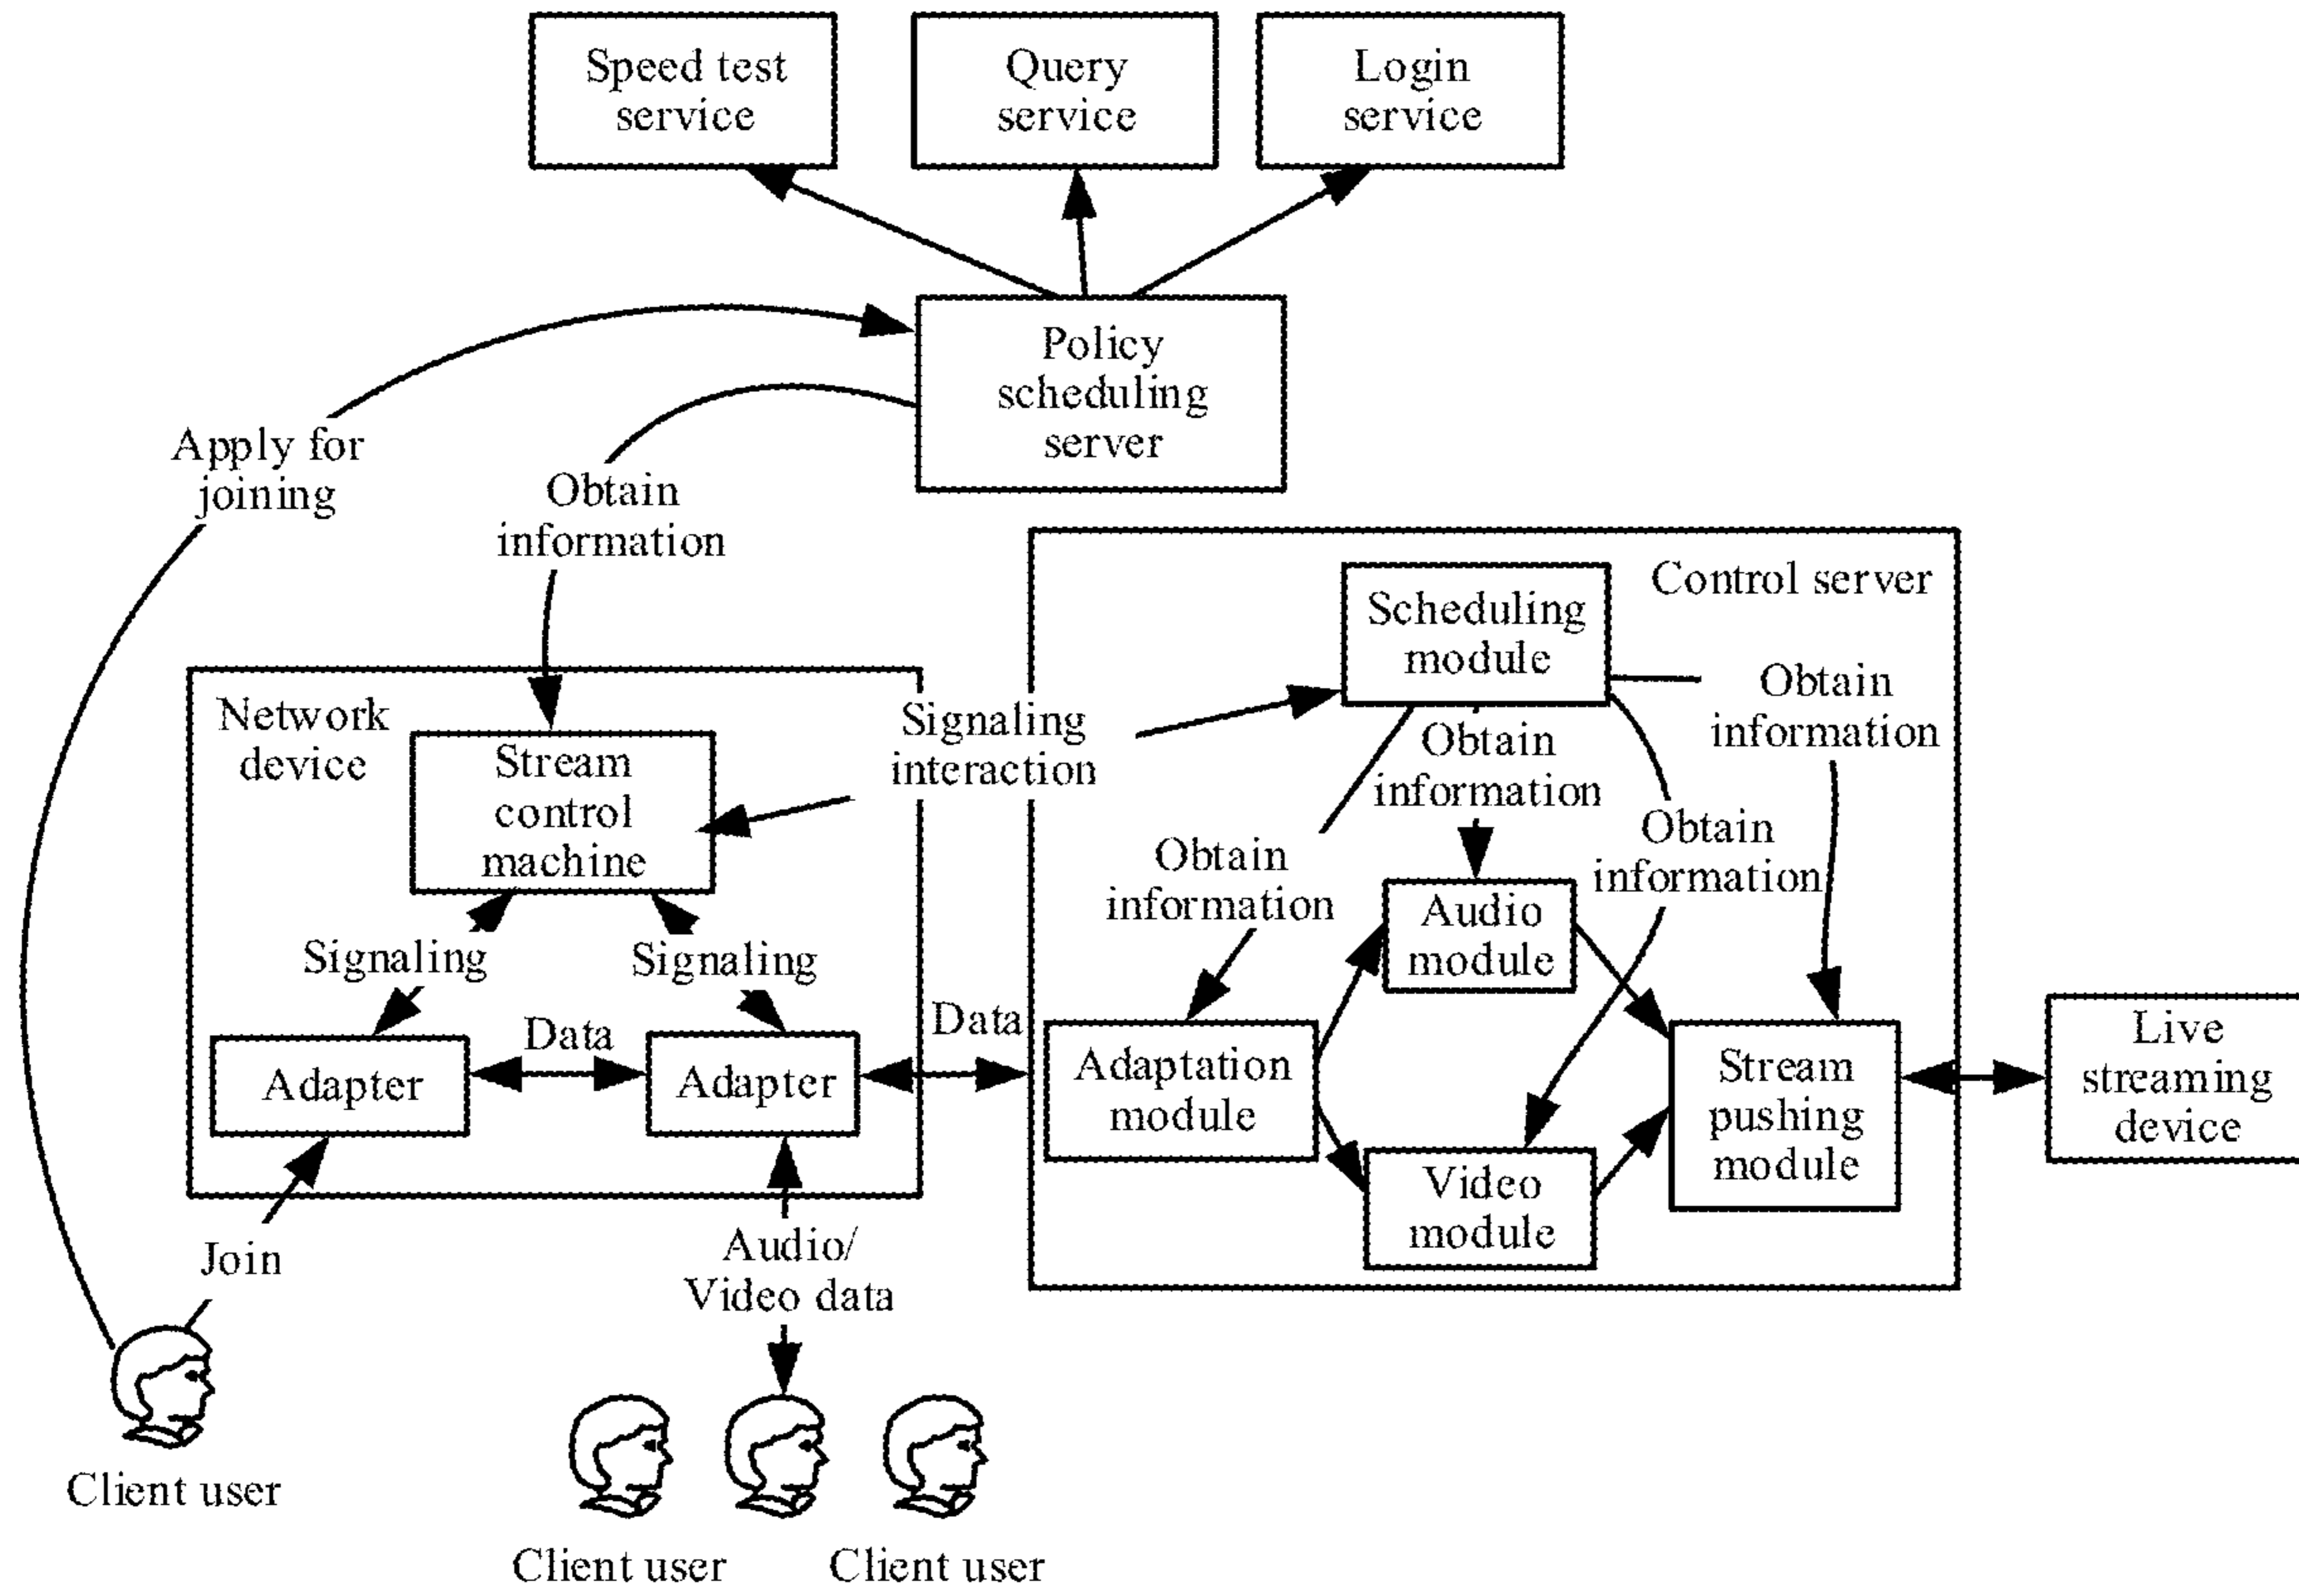 Speed test
service
Query
service
Login
service
Policy
scheduling
server
Apply for
joining
Obtain
information
Control server
Scheduling
module
Obtain
information
Network
device
Signaling
interaction
Stream
control
machine
Obtain
information
Obtain
information
Obtain
information
Audio
module
Signaling
Signaling
Data
Data
Adapter
Adapter
Adaptation
module
Stream
pushing
module
Live
streaming
device
Video
module
Join
Audio/
Video data
Client user
Client user
Client user